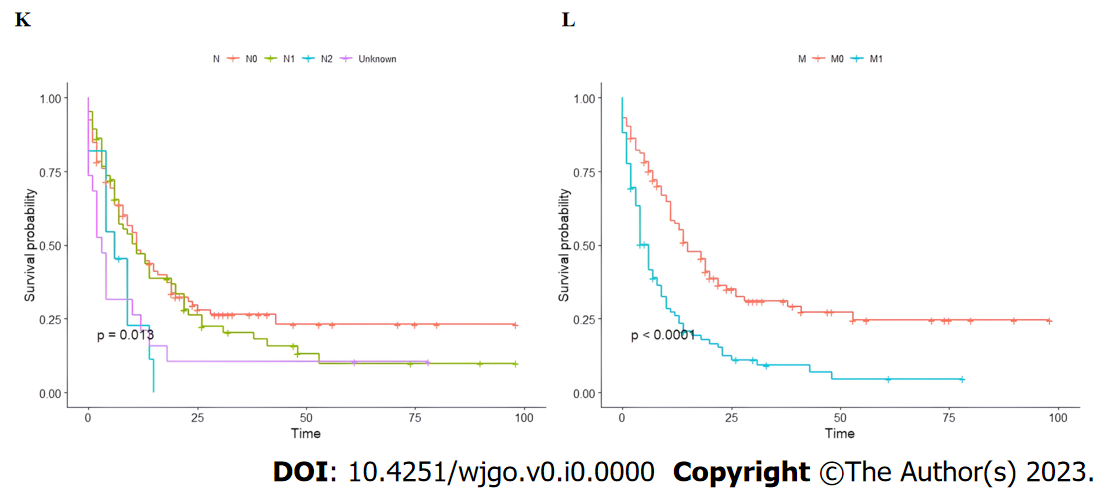 K
L
N N0 N1 N2 Unknown
M M0 M1
Survival probability
1.00
0.75
0.50
0.25
0.00
p = 0.013
0 25 50 75 100
Time
Survival probability
1.00
0.75
0.50
0.25
0.00
p < 0.0001
0 25 50 75 100
Time
DOI: 10.4251/wjgo.v0.i0.0000 Copyright ©The Author(s) 2023.